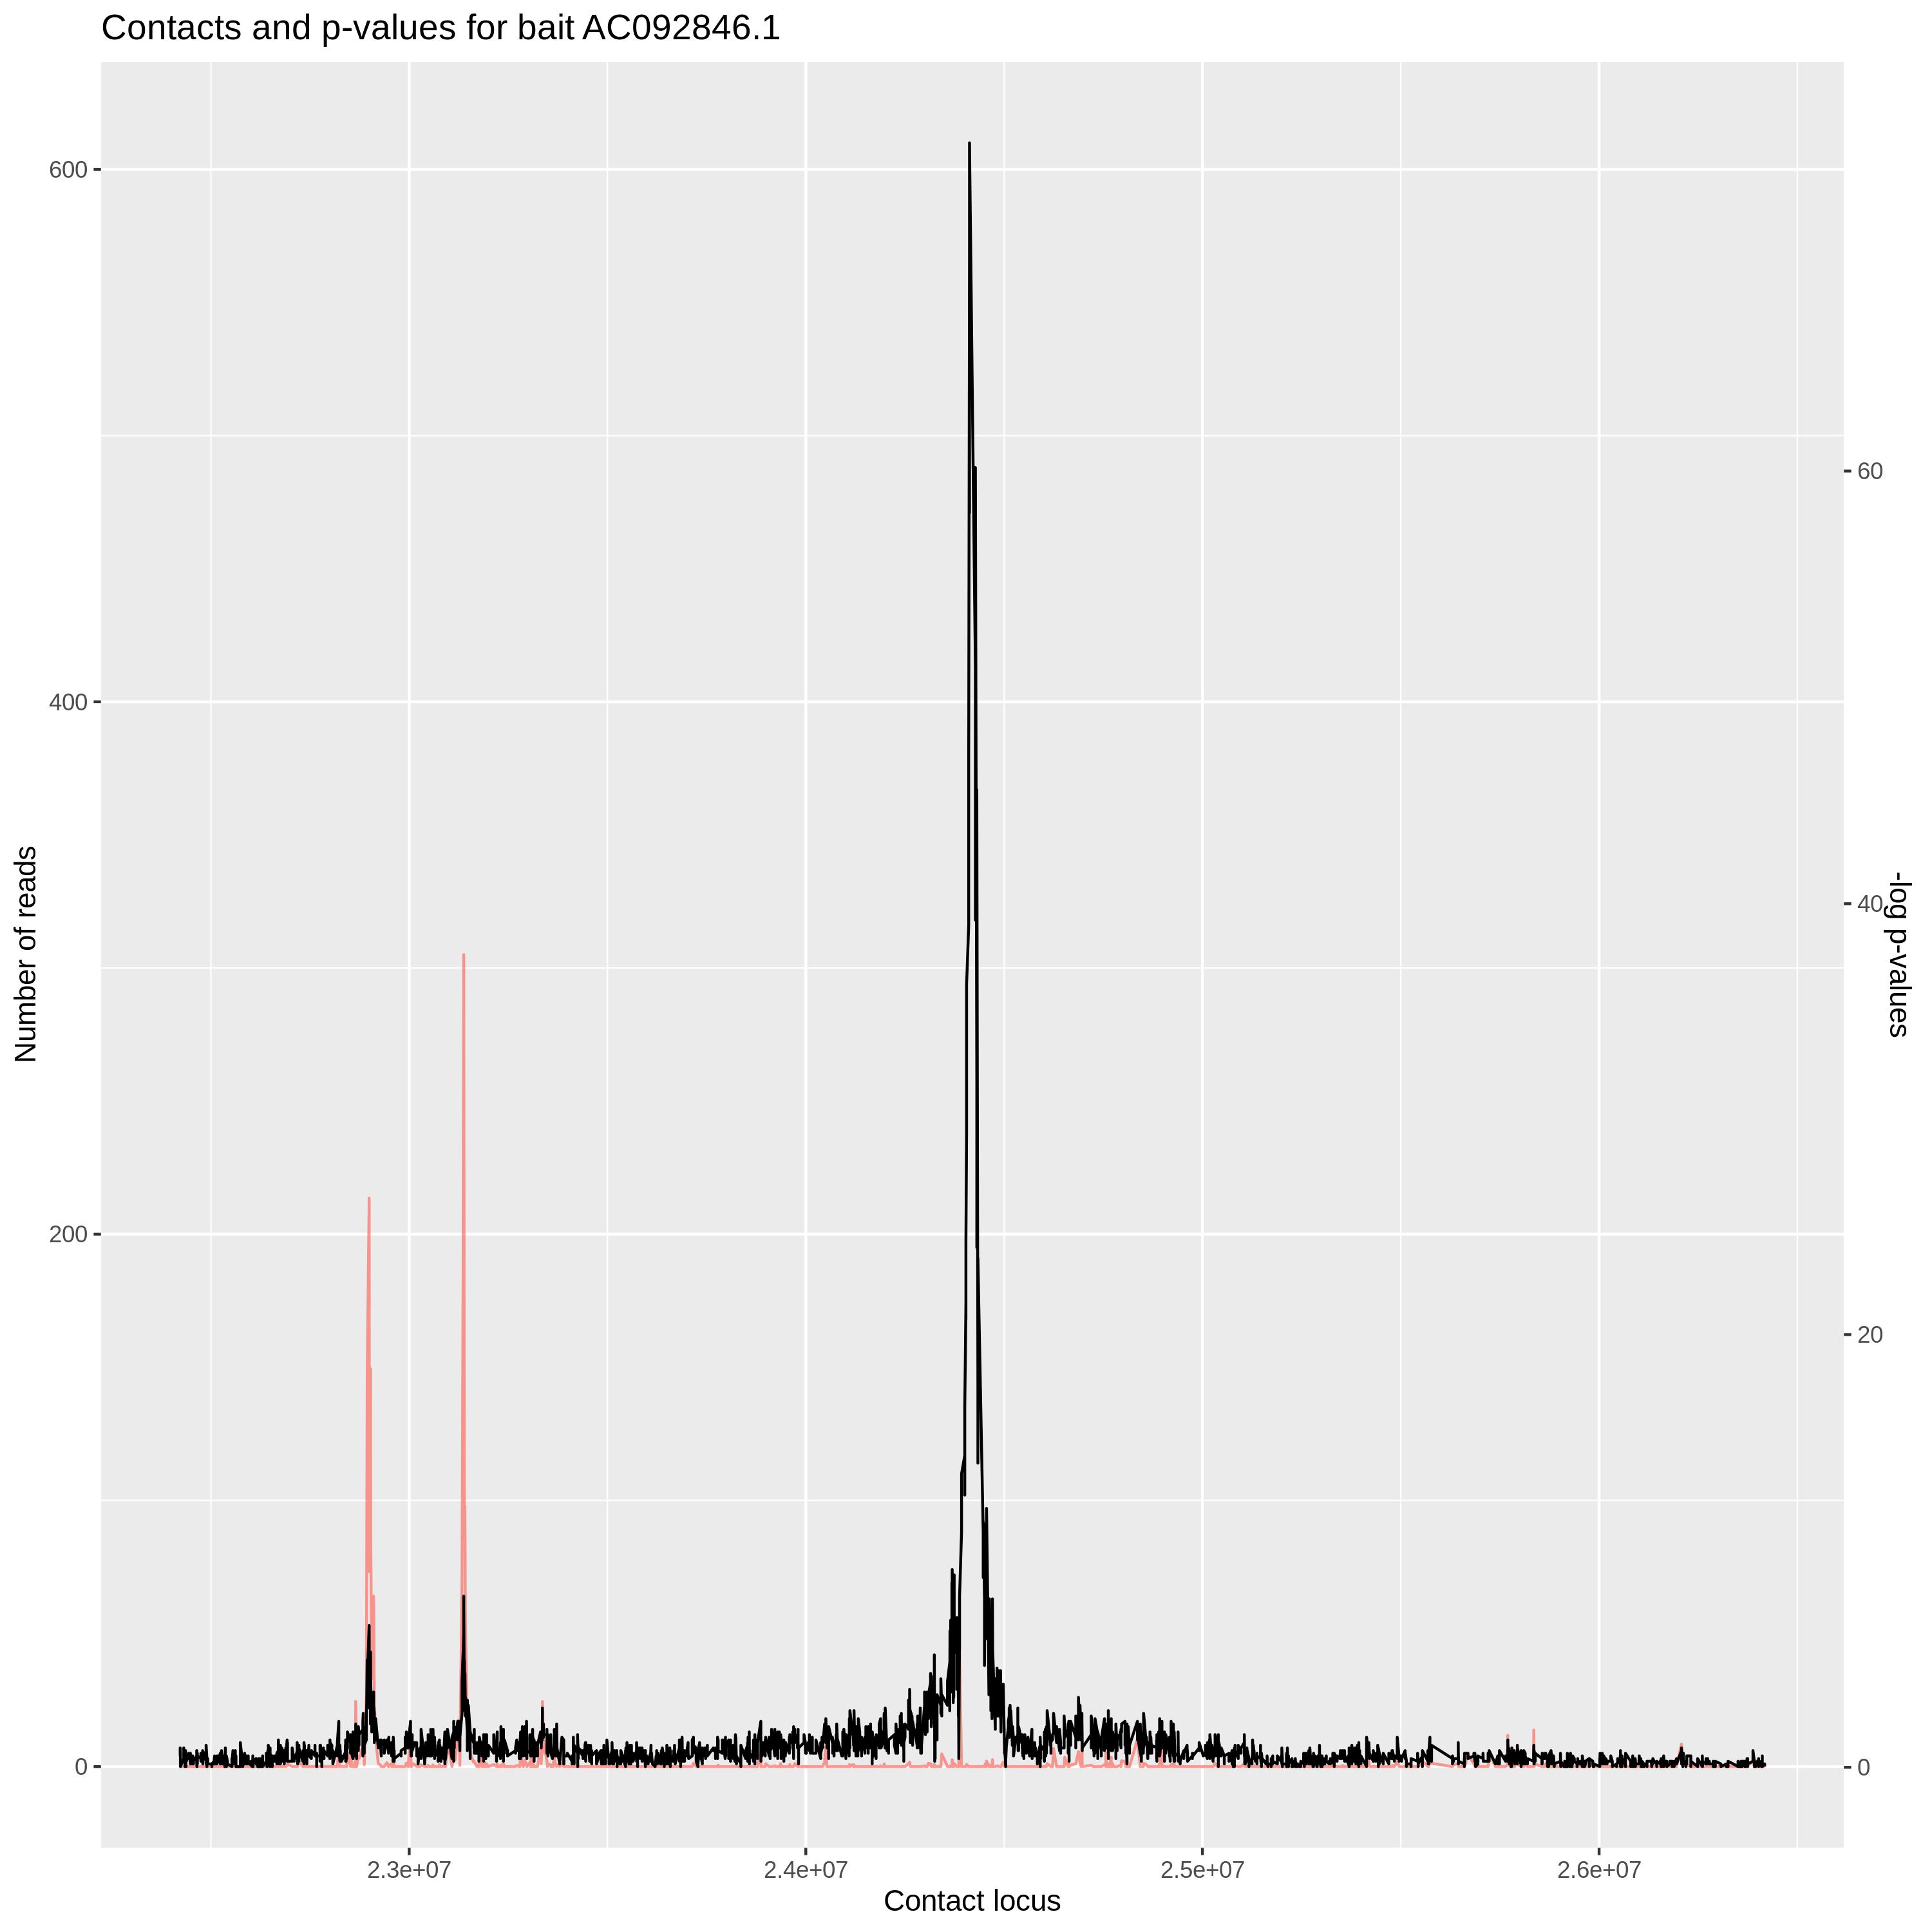 Contacts and p-values for bait AC092846.1
600
400
200
0
Number of reads
60
40
20
0
-log p-values
2.3e+07
2.4e+07
2.5e+07
2.6e+07
Contact locus